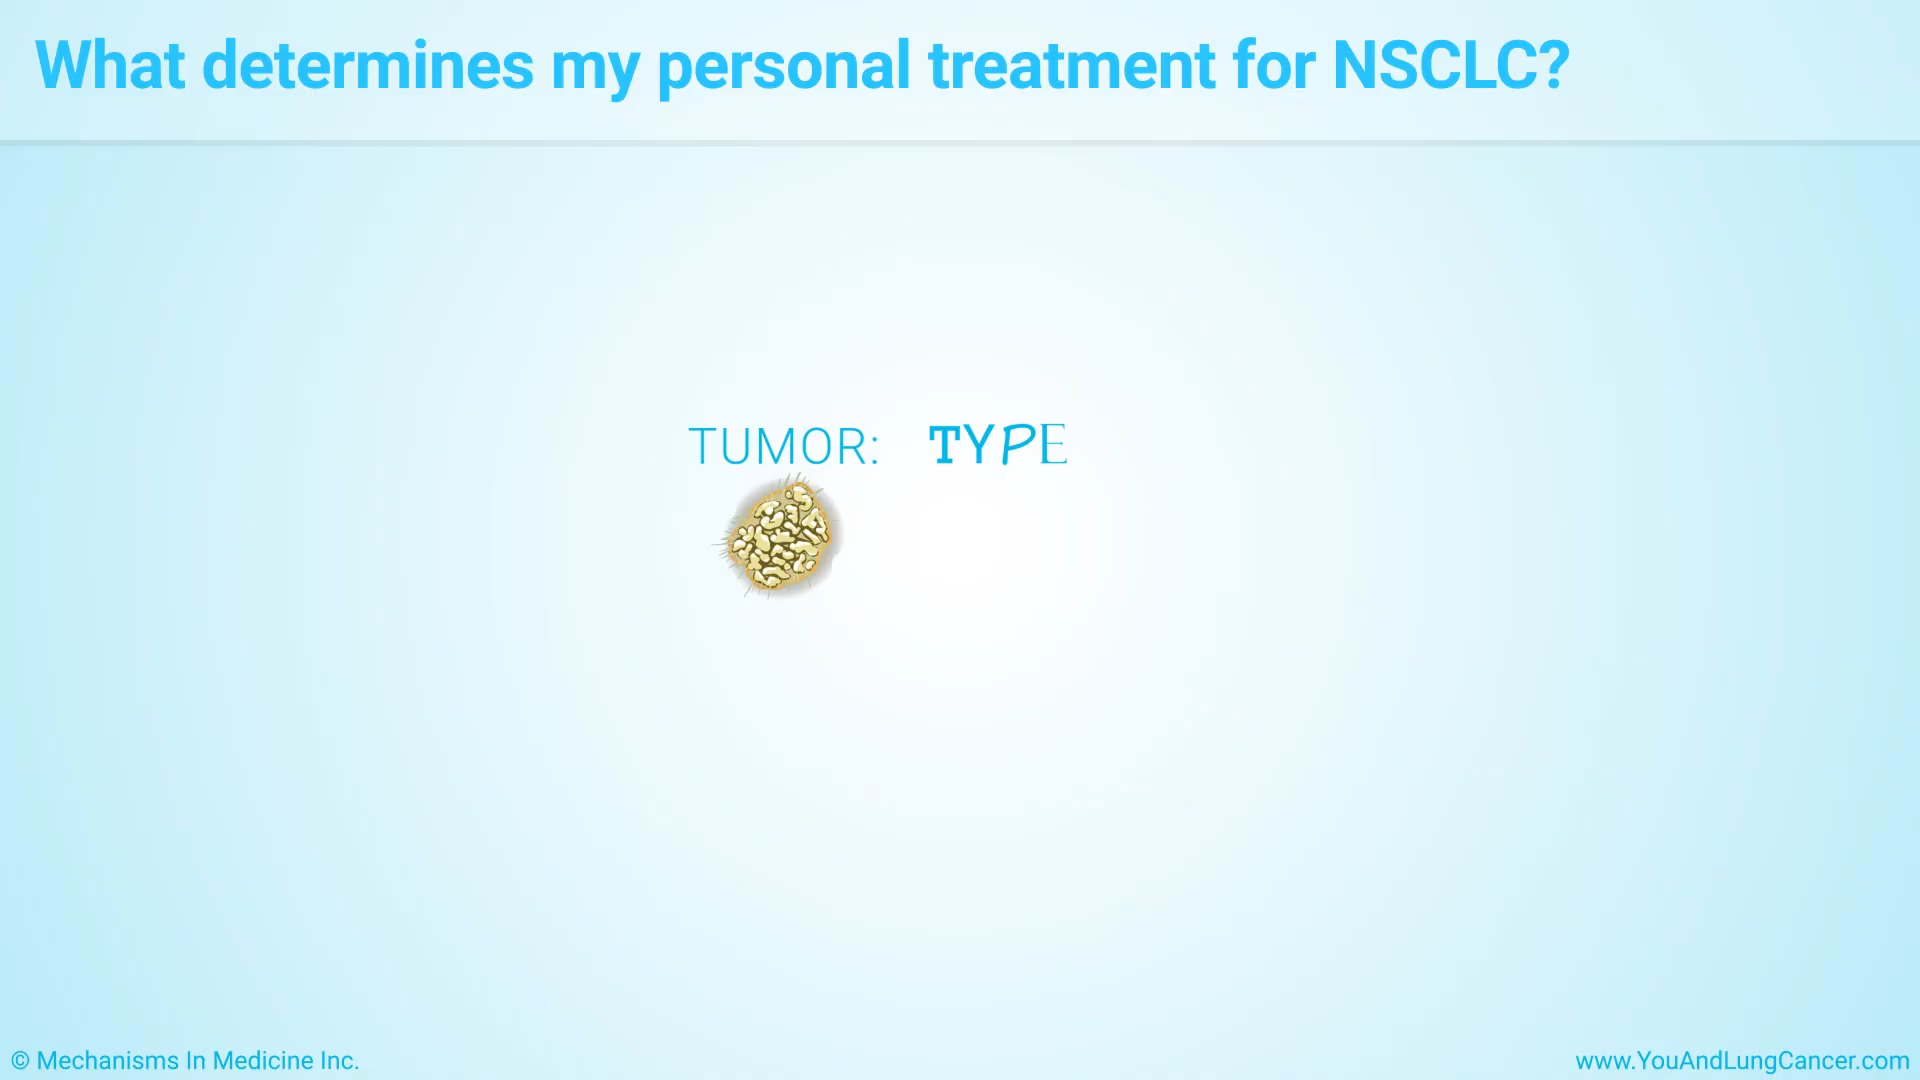 What determines my personal treatment for NSCLC?
TUMOR: TYPE
© Mechanisms In Medicine Inc.
www.YouAndLungCancer.com